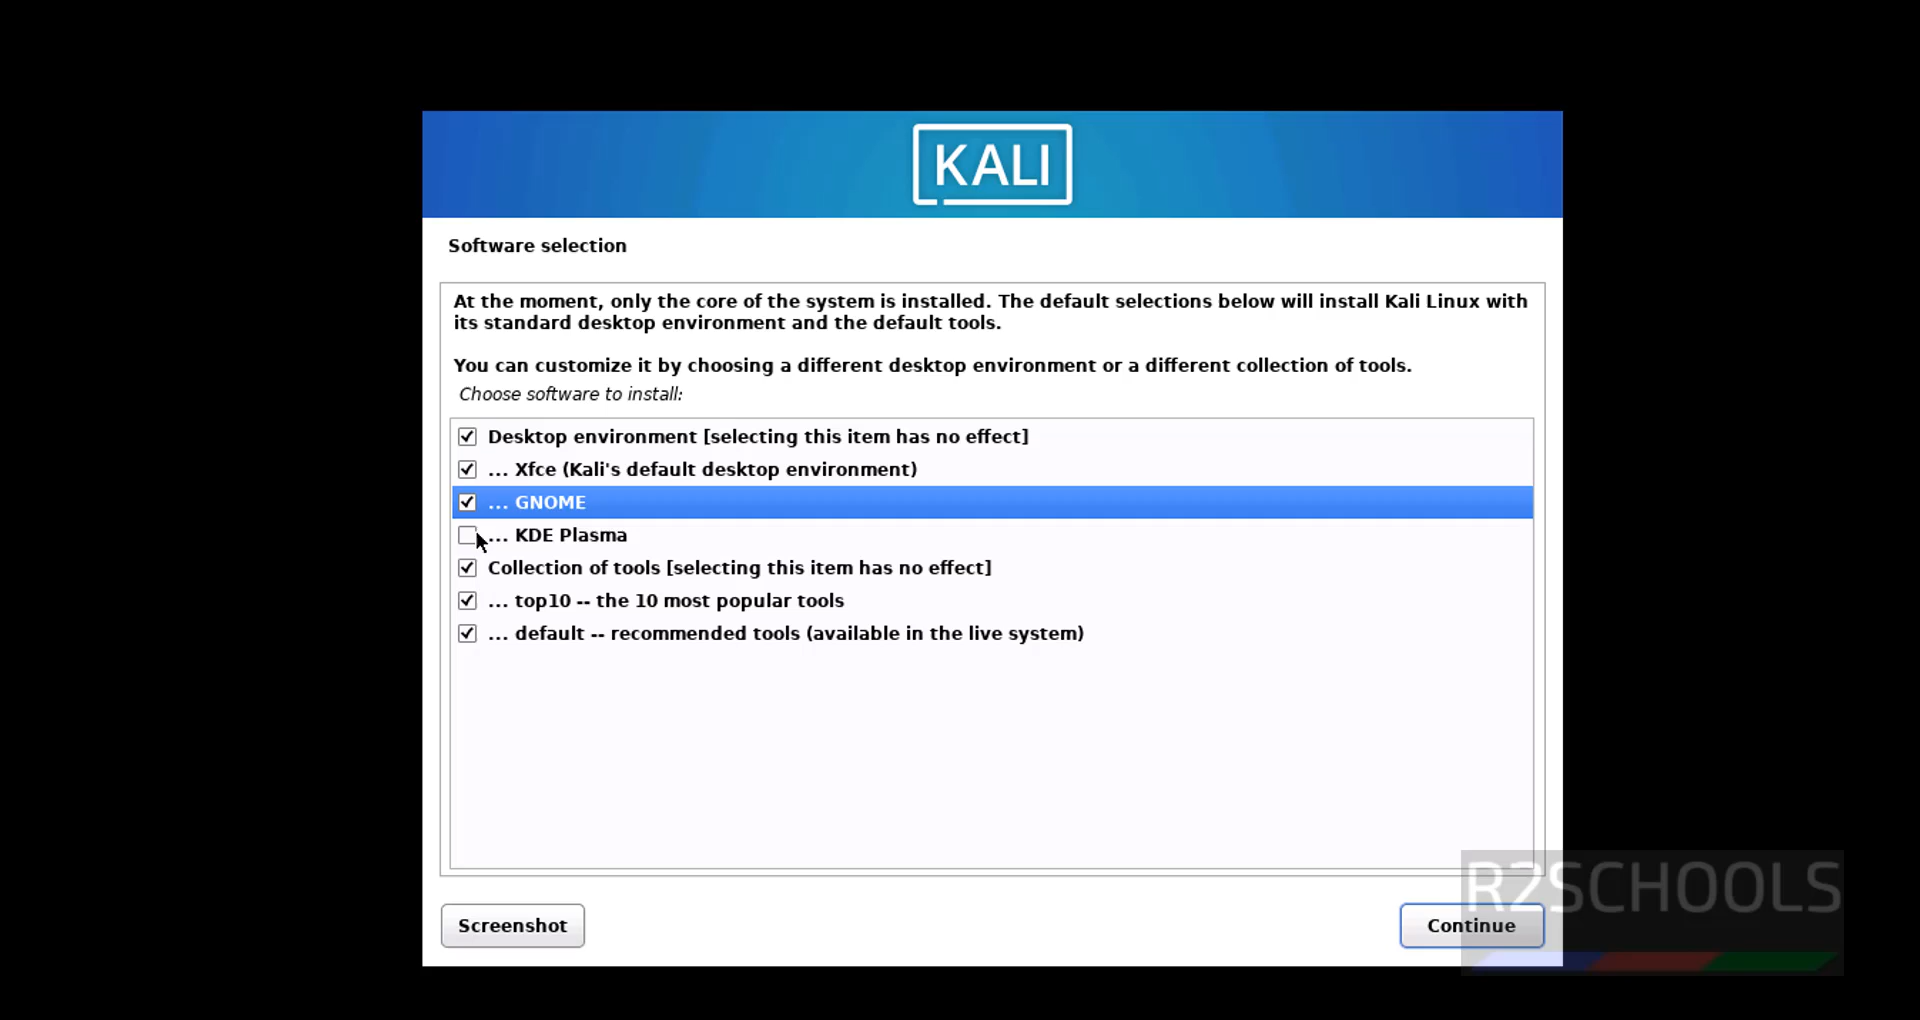 KALI
Software selection
At the moment, only the core of the system is installed. The default selections below will install Kali Linux with
its standard desktop environment and the default tools.
You can customize it by choosing a different desktop environment or a different collection of tools.
Choose software to install:
Desktop environment [selecting this item has no effect]
... Xfce (Kali's default desktop environment)
... GNOME
... KDE Plasma
Collection of tools [selecting this item has no effect]
... top10 -- the 10 most popular tools
... default -- recommended tools (available in the live system)
R2SCHOOLS
Screenshot
Continue